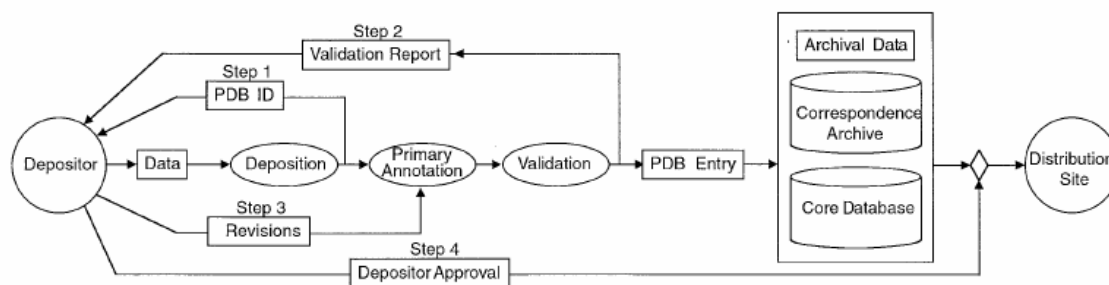 Step 2
Validation Report
Step 1
PDB ID
Archival Data
Correspondence
Archive
Depositor
Data
Deposition
Primary
Annotation
Validation
PDB Entry
Distribution
Site
Step 3
Revisions
Core Database
Step 4
Depositor Approval